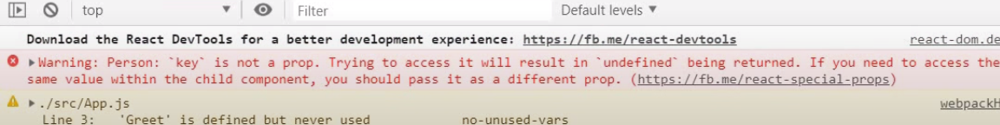 top ▼ Filter Default levels ▼
Download the React DevTools for a better development experience: https://fb.me/react-devtools react-dom.de
Warning: Person: `key` is not a prop. Trying to access it will result in `undefined` being returned. If you need to access the
same value within the child component, you should pass it as a different prop. (https://fb.me/react-special-props)
./src/App.js webpackH
Line 3: 'Greet' is defined but never used no-unused-vars